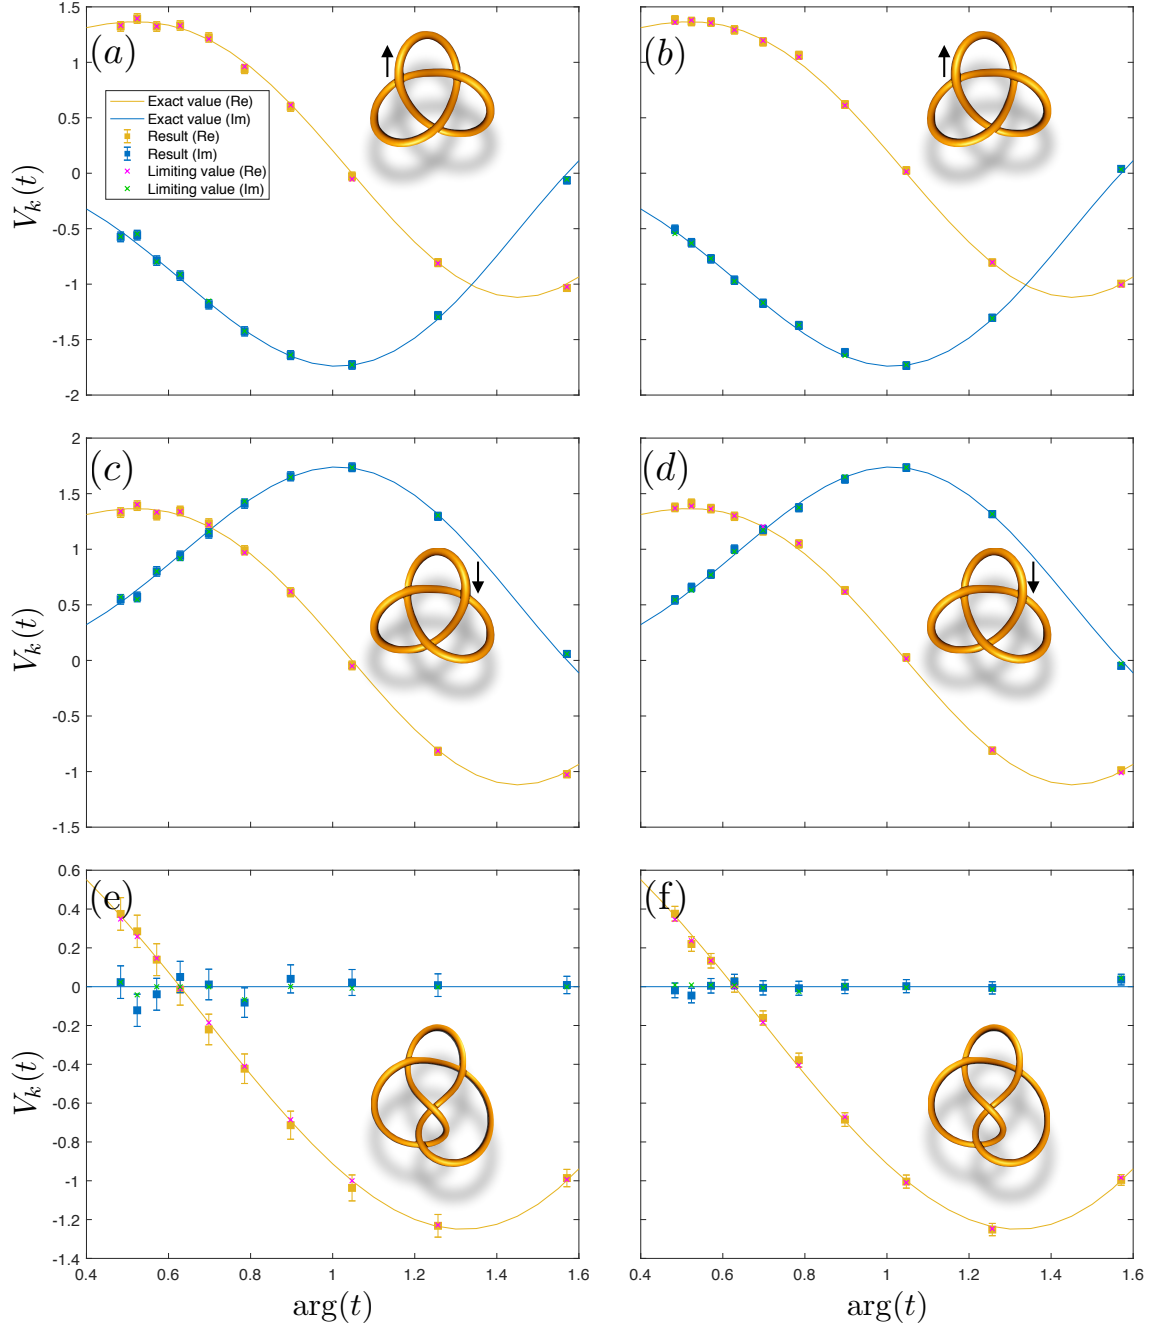 1.5
1
0.5
0
-0.5
-1
-1.5
-2
V_k(t)
(a)
Exact value (Re)
Exact value (Im)
Result (Re)
Result (Im)
Limiting value (Re)
Limiting value (Im)
(b)
2
1.5
1
0.5
0
-0.5
-1
-1.5
V_k(t)
(c)
(d)
0.6
0.4
0.2
0
-0.2
-0.4
-0.6
-0.8
-1
-1.2
-1.4
V_k(t)
(e)
(f)
0.4 0.6 0.8 1 1.2 1.4 1.6
0.4 0.6 0.8 1 1.2 1.4 1.6
arg(t)
arg(t)